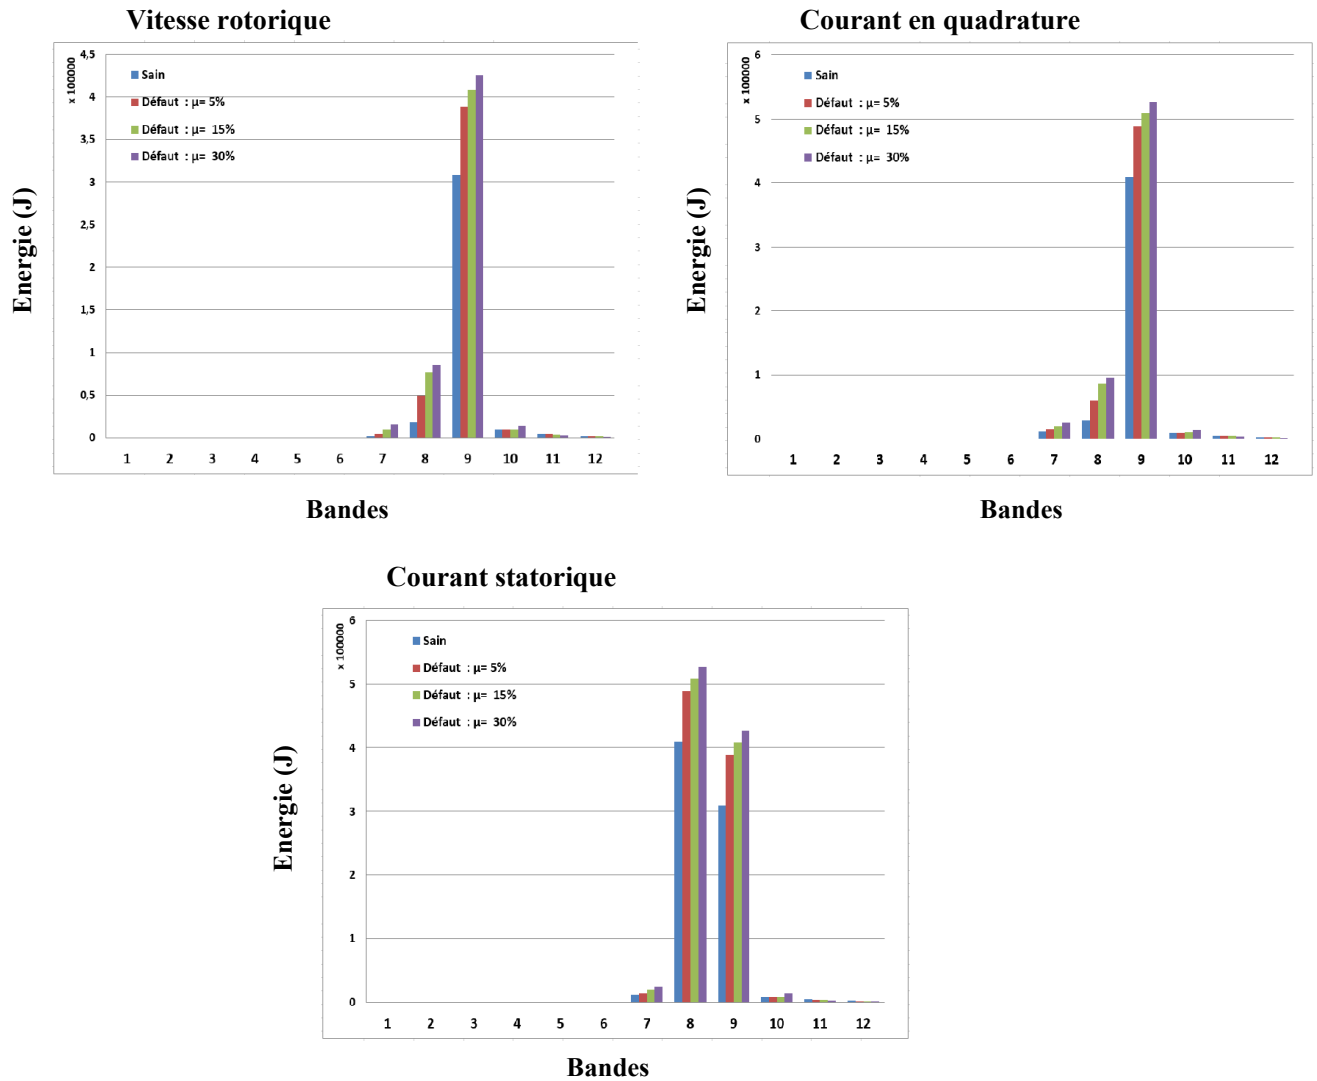 Vitesse rotorique
x 100000
4,5
4
3,5
3
2,5
2
1,5
1
0,5
0
Sain
Défaut : μ= 5%
Défaut : μ= 15%
Défaut : μ= 30%
Energie (J)
1 2 3 4 5 6 7 8 9 10 11 12
Bandes
Courant en quadrature
x 100000
6
5
4
3
2
1
0
Sain
Défaut : μ= 5%
Défaut : μ= 15%
Défaut : μ= 30%
Energie (J)
1 2 3 4 5 6 7 8 9 10 11 12
Bandes
Courant statorique
x 100000
6
5
4
3
2
1
0
Sain
Défaut : μ= 5%
Défaut : μ= 15%
Défaut : μ= 30%
Energie (J)
1 2 3 4 5 6 7 8 9 10 11 12
Bandes